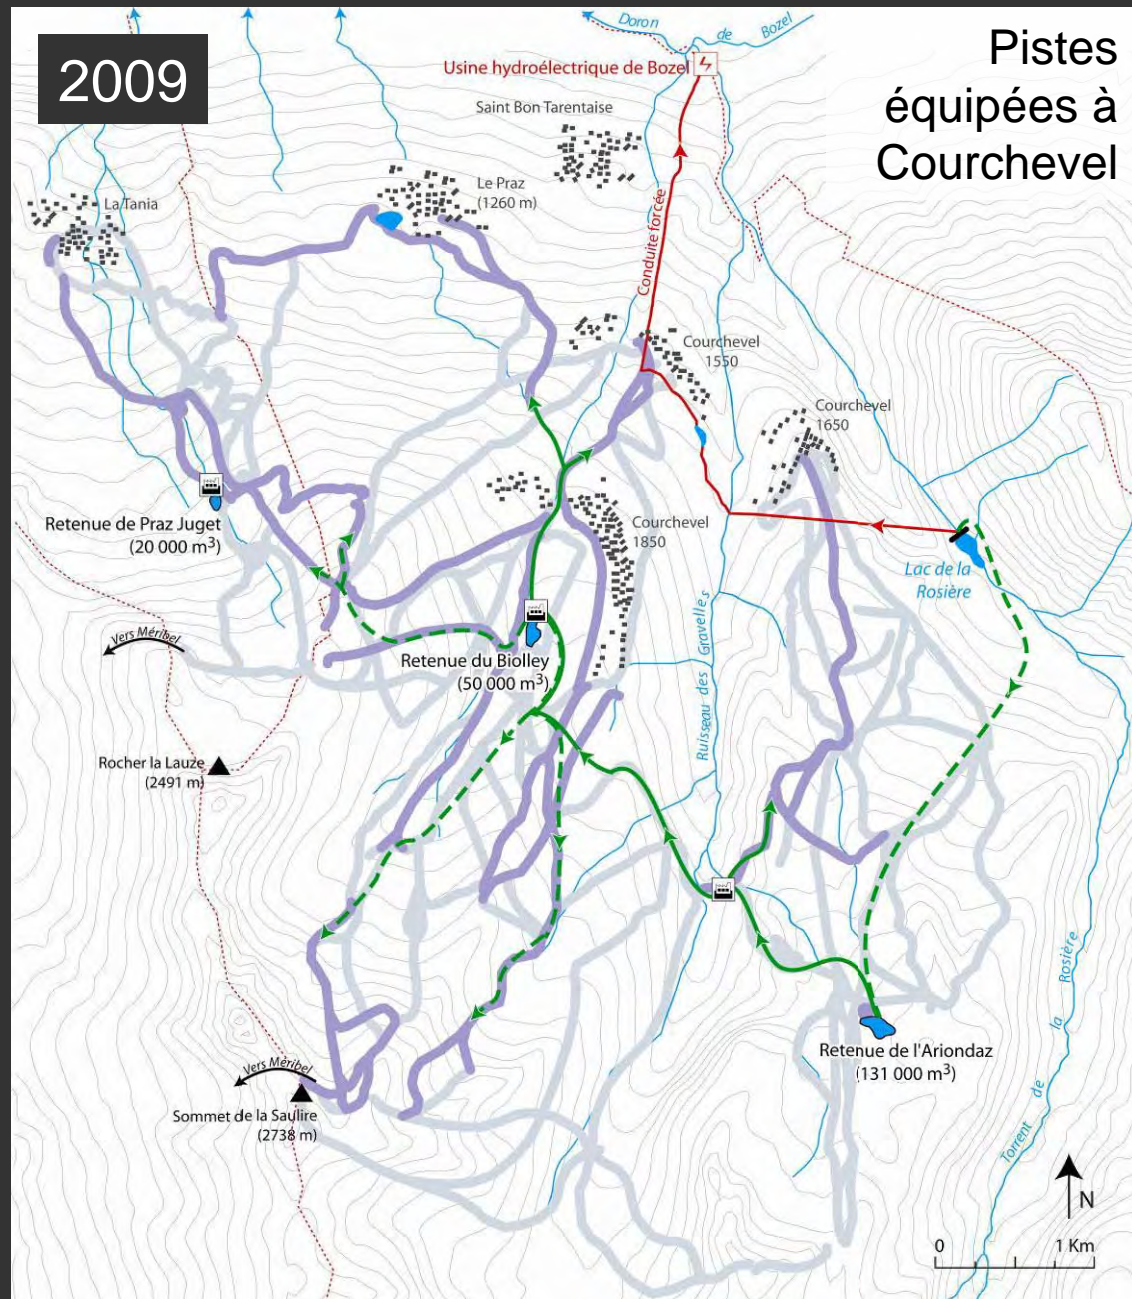 2009
Pistes
équipées à
Courchevel
Doron de Bozel
Usine hydroélectrique de Bozel
Saint Bon Tarentaise
Le Praz
(1260 m)
La Tania
Conduite forcée
Courchevel
1550
Courchevel
1650
Retenue de Praz Juget
(20 000 m³)
Courchevel
1850
Lac de la
Rosière
Vers Méribel
Retenue du Biolley
(50 000 m³)
Ruisseau des Gravelles
Rocher la Lauze
(2491 m)
Torrent de la Rosière
Retenue de l'Ariondaz
(131 000 m³)
Vers Méribel
Sommet de la Saulire
(2738 m)
N
0 1 Km